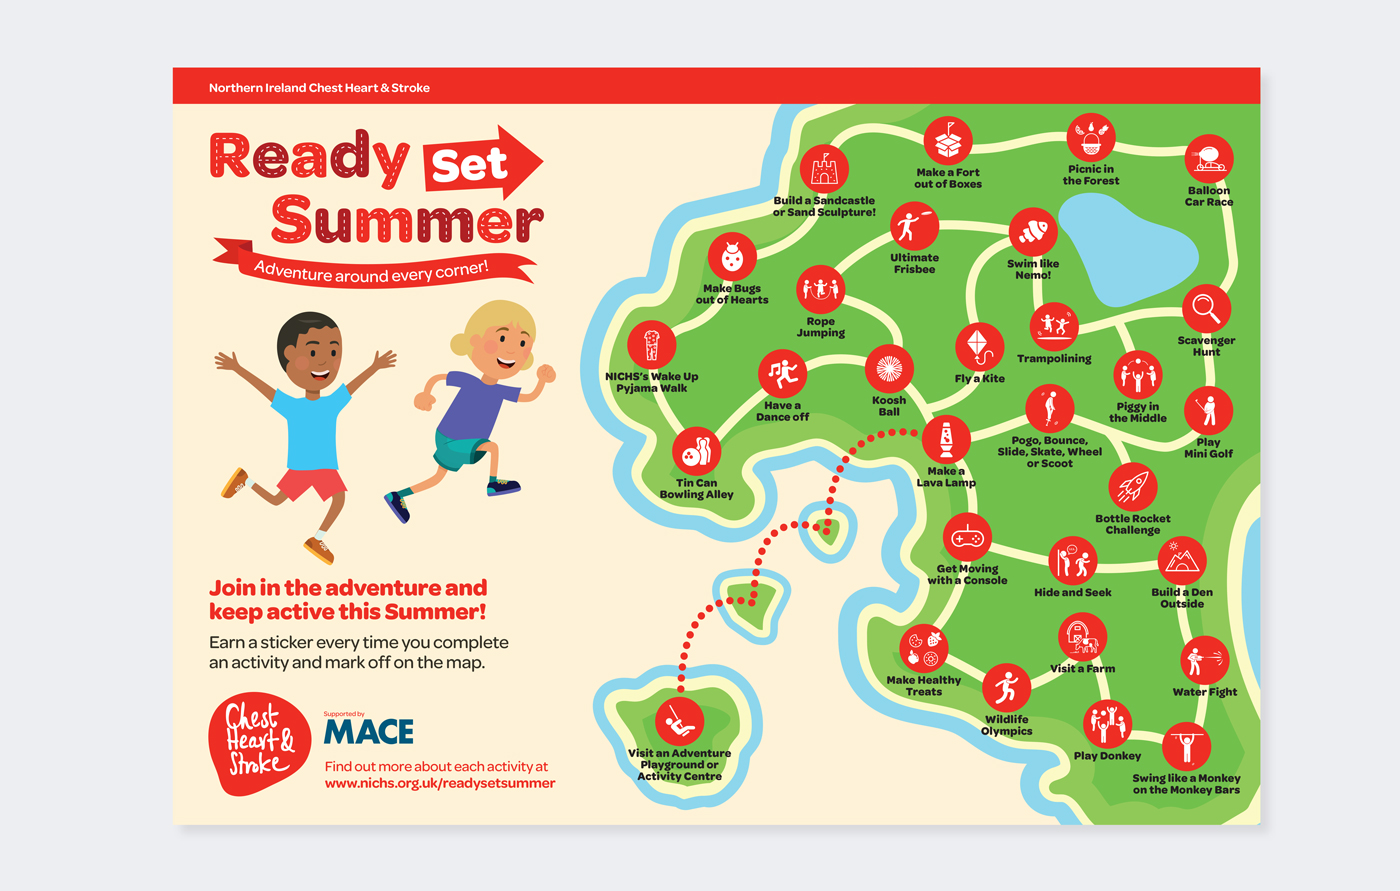 Northern Ireland Chest Heart & Stroke
Ready Set
Summer
Adventure around every corner!
Join in the adventure and
keep active this Summer!
Earn a sticker every time you complete
an activity and mark off on the map.
Chest
Heart &
Stroke
Supported by
MACE
Find out more about each activity at
www.nichs.org.uk/readysetsummer
Build a Sandcastle
or Sand Sculpture!
Make a Fort
out of Boxes
Picnic in
the Forest
Balloon
Car Race
Make Bugs
out of Hearts
Ultimate
Frisbee
Swim like
Nemo!
Rope
Jumping
NICHS's Wake Up
Pyjama Walk
Have a
Dance off
Koosh
Ball
Fly a Kite
Trampolining
Scavenger
Hunt
Piggy in
the Middle
Play
Mini Golf
Tin Can
Bowling Alley
Make a
Lava Lamp
Pogo, Bounce,
Slide, Skate, Wheel
or Scoot
Bottle Rocket
Challenge
Get Moving
with a Console
Hide and Seek
Build a Den
Outside
Make Healthy
Treats
Visit a Farm
Water Fight
Wildlife
Olympics
Play Donkey
Swing like a Monkey
on the Monkey Bars
Visit an Adventure
Playground or
Activity Centre